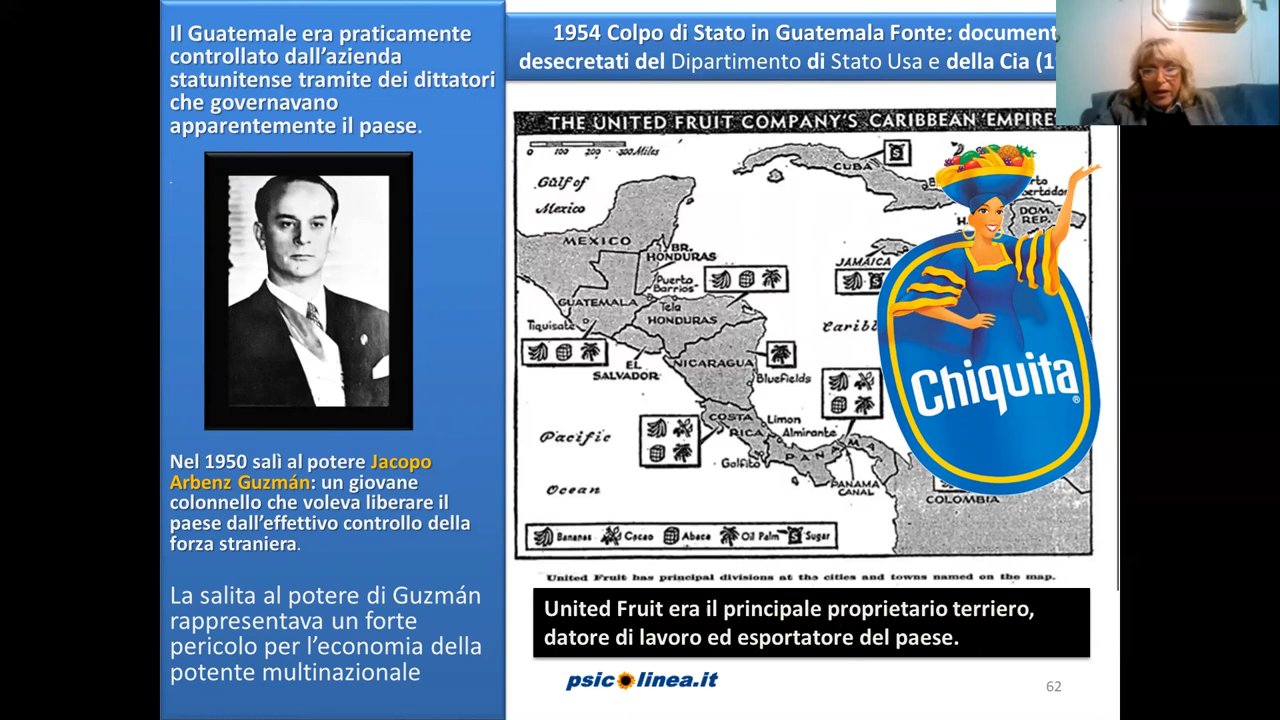 Il Guatemale era praticamente
controllato dall'azienda
statunitense tramite dei dittatori
che governavano
apparentemente il paese.
Nel 1950 salì al potere Jacopo
Arbenz Guzmán: un giovane
colonnello che voleva liberare il
paese dall'effettivo controllo della
forza straniera.
La salita al potere di Guzmán
rappresentava un forte
pericolo per l'economia della
potente multinazionale
1954 Colpo di Stato in Guatemala Fonte: document
desecretati del Dipartimento di Stato Usa e della Cia (1
THE UNITED FRUIT COMPANY'S CARIBBEAN 'EMPIRE'
0 100 200 300 Miles
Gulf of
Mexico
CUBA
DOM.
REP.
MEXICO
BR.
HONDURAS
JAMAICA
Puerto
Barrios
GUATEMALA
Tela
HONDURAS
Tiquisate
EL
SALVADOR
NICARAGUA
Bluefields
Chiquita
COSTA
RICA
Limon
Almirante
Pacific
Golfito
PANAMA
PANAMA
CANAL
Ocean
COLOMBIA
Bananas Cacao Abaca Oil Palm S Sugar
United Fruit has principal divisions at the cities and towns named on the map.
United Fruit era il principale proprietario terriero,
datore di lavoro ed esportatore del paese.
psicolinea.it
62